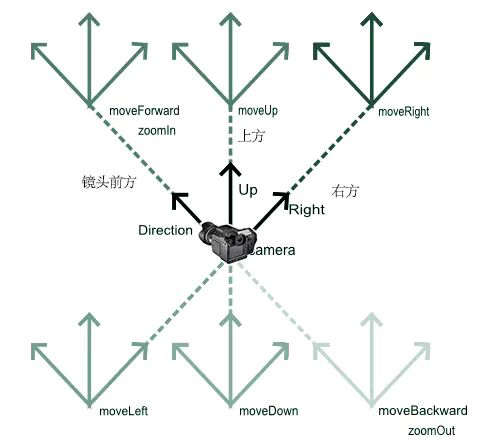 moveForward
zoomIn
moveUp
moveRight
上方
镜头前方
Up
右方
Right
Direction
Camera
moveLeft
moveDown
moveBackward
zoomOut